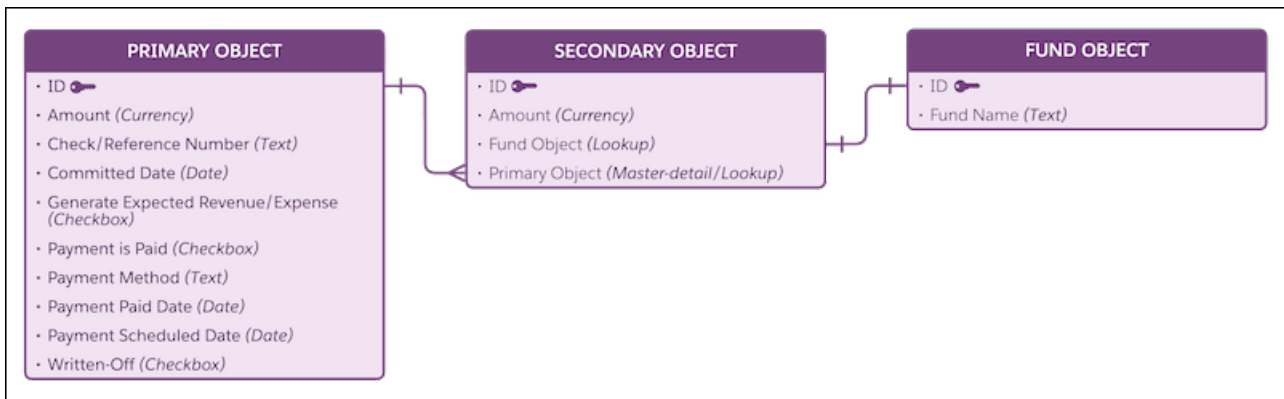 PRIMARY OBJECT
· ID
· Amount (Currency)
· Check/Reference Number (Text)
· Committed Date (Date)
· Generate Expected Revenue/Expense
(Checkbox)
· Payment is Paid (Checkbox)
· Payment Method (Text)
· Payment Paid Date (Date)
· Payment Scheduled Date (Date)
· Written-Off (Checkbox)
SECONDARY OBJECT
· ID
· Amount (Currency)
· Fund Object (Lookup)
· Primary Object (Master-detail/Lookup)
FUND OBJECT
· ID
· Fund Name (Text)